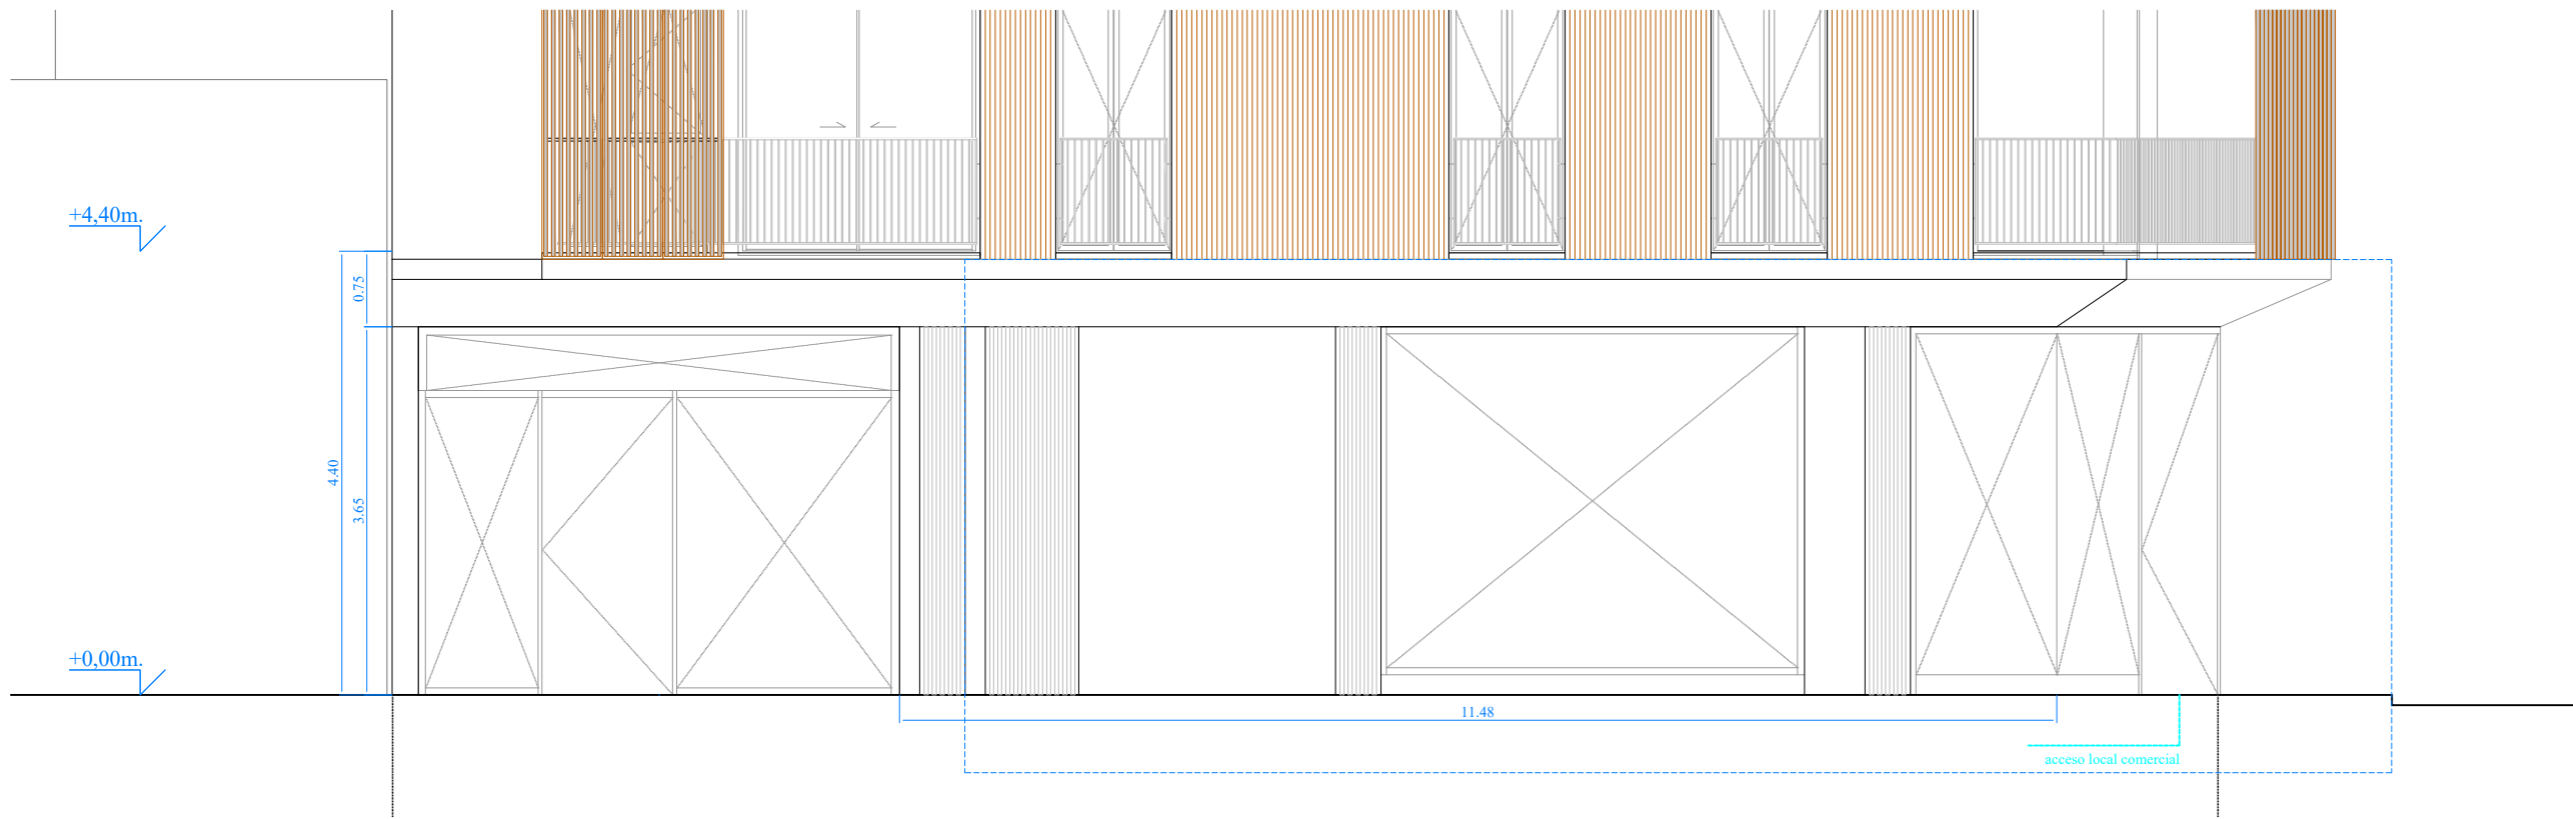 +4,40m.
0.75
4.40
3.65
+0,00m.
11.48
acceso local comercial